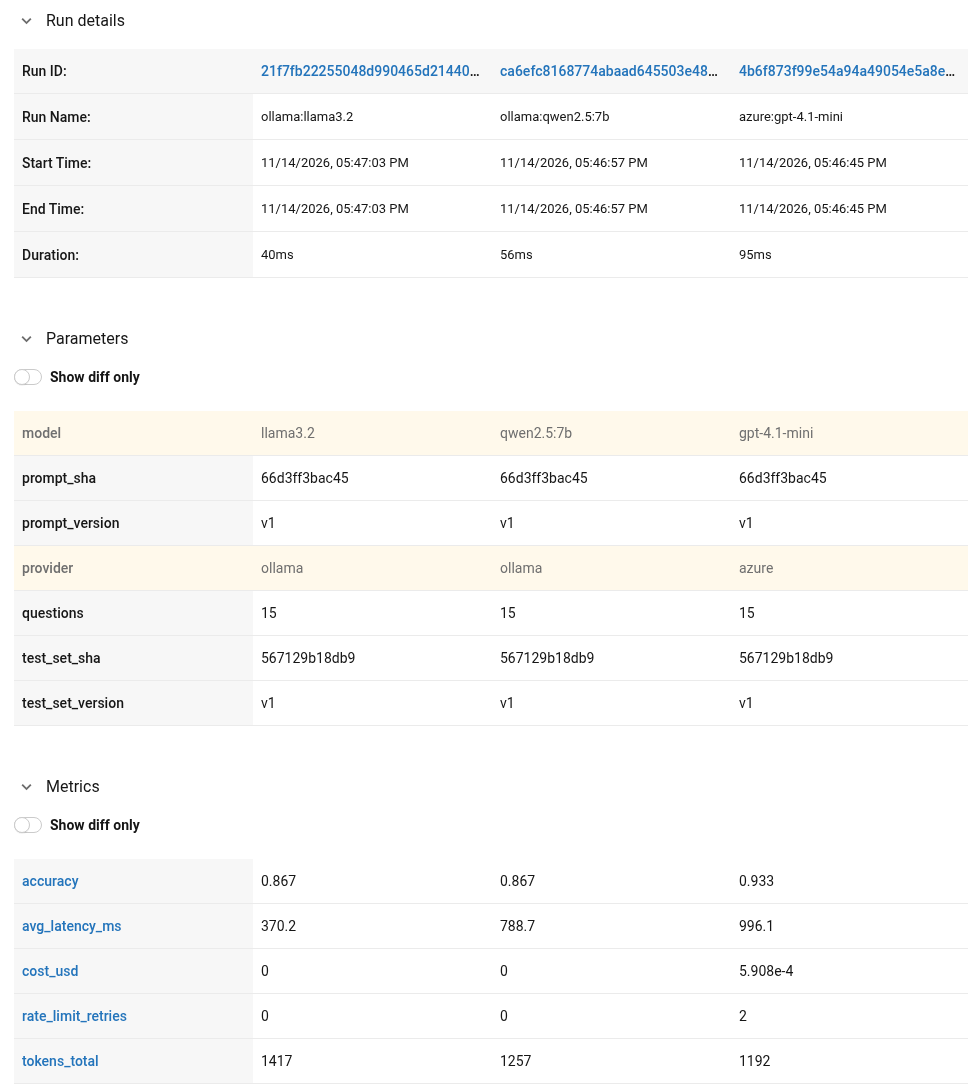 Run details
Run ID: 21f7fb22255048d990465d21440... ca6efc8168774abaad645503e48... 4b6f873f99e54a94a49054e5a8e...
Run Name: ollama:llama3.2 ollama:qwen2.5:7b azure:gpt-4.1-mini
Start Time: 11/14/2026, 05:47:03 PM 11/14/2026, 05:46:57 PM 11/14/2026, 05:46:45 PM
End Time: 11/14/2026, 05:47:03 PM 11/14/2026, 05:46:57 PM 11/14/2026, 05:46:45 PM
Duration: 40ms 56ms 95ms
Parameters
Show diff only
model llama3.2 qwen2.5:7b gpt-4.1-mini
prompt_sha 66d3ff3bac45 66d3ff3bac45 66d3ff3bac45
prompt_version v1 v1 v1
provider ollama ollama azure
questions 15 15 15
test_set_sha 567129b18db9 567129b18db9 567129b18db9
test_set_version v1 v1 v1
Metrics
Show diff only
accuracy 0.867 0.867 0.933
avg_latency_ms 370.2 788.7 996.1
cost_usd 0 0 5.908e-4
rate_limit_retries 0 0 2
tokens_total 1417 1257 1192